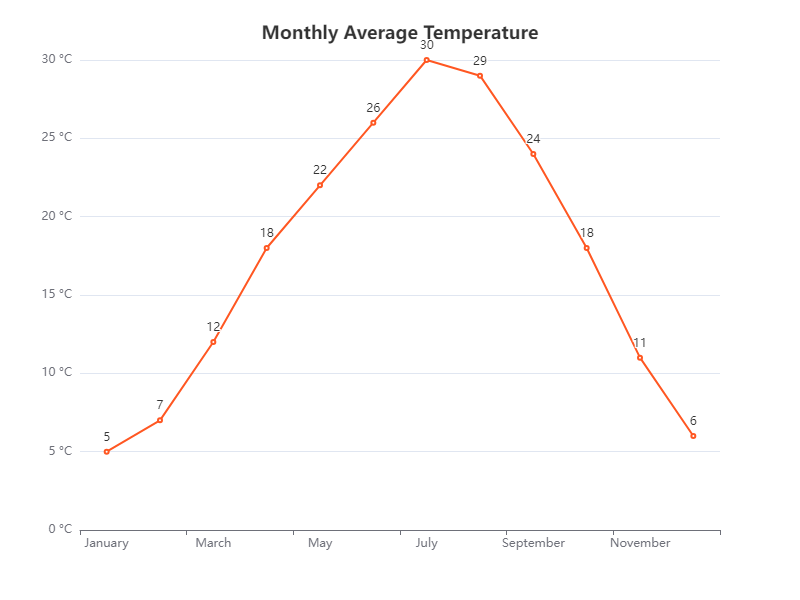 Monthly Average Temperature
30 °C
25 °C
20 °C
15 °C
10 °C
5 °C
0 °C
5
7
12
18
22
26
30
29
24
18
11
6
January
March
May
July
September
November